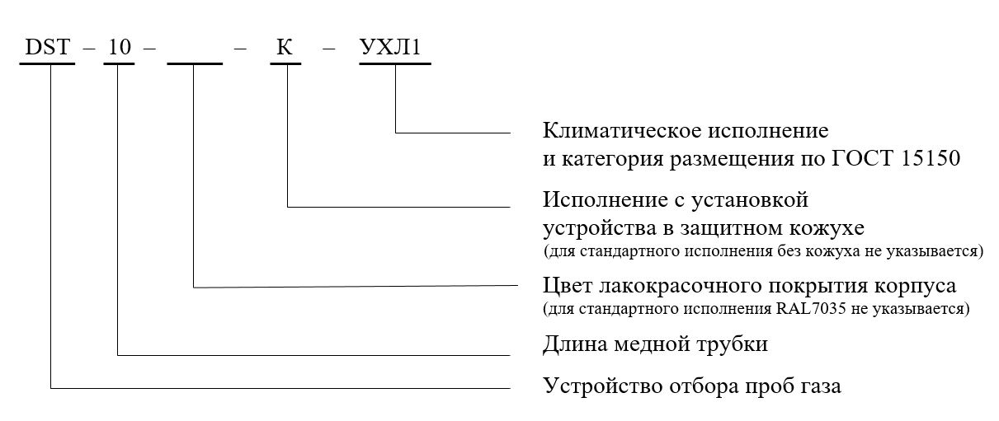 DST – 10 – – К – УХЛ1
Климатическое исполнение
и категория размещения по ГОСТ 15150
Исполнение с установкой
устройства в защитном кожухе
(для стандартного исполнения без кожуха не указывается)
Цвет лакокрасочного покрытия корпуса
(для стандартного исполнения RAL7035 не указывается)
Длина медной трубки
Устройство отбора проб газа